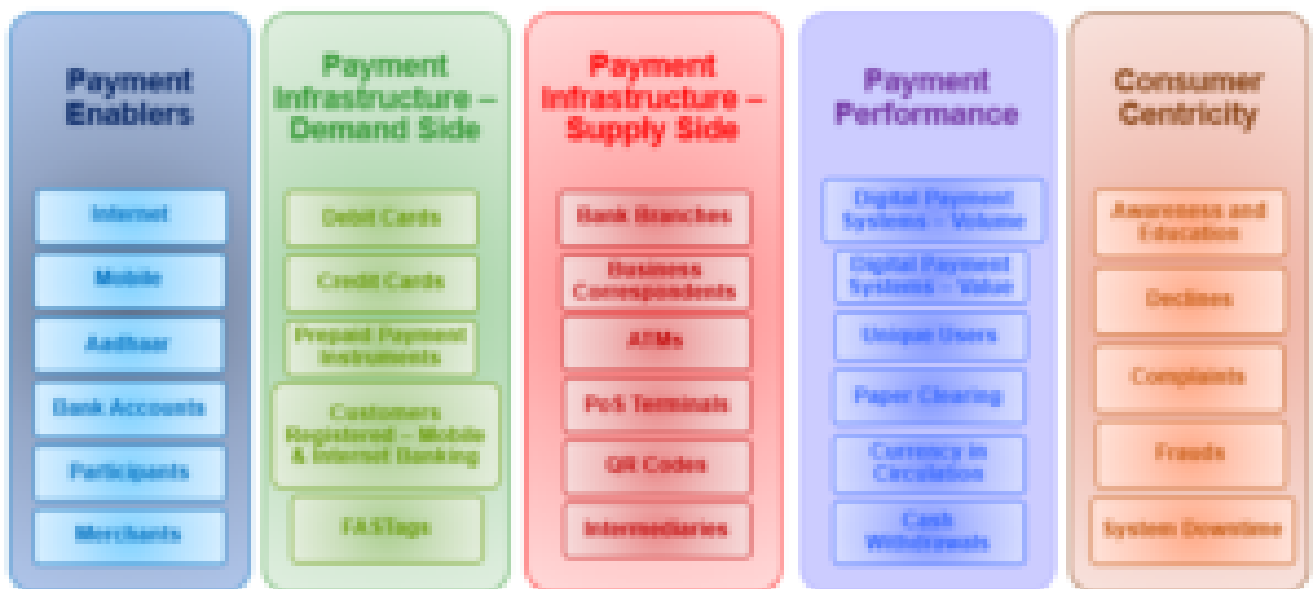 Payment
Enablers
Internet
Mobile
Aadhaar
Bank Accounts
Participants
Merchants
Payment
Infrastructure –
Demand Side
Debit Cards
Credit Cards
Prepaid Payment
Instruments
Customers
Registered – Mobile
& Internet Banking
FASTags
Payment
Infrastructure –
Supply Side
Bank Branches
Business
Correspondents
ATMs
PoS Terminals
QR Codes
Intermediaries
Payment
Performance
Digital Payment
Systems – Volume
Digital Payment
Systems – Value
Unique Users
Paper Clearing
Currency in
Circulation
Cash
Withdrawals
Consumer
Centricity
Awareness and
Education
Declines
Complaints
Frauds
System Downtime